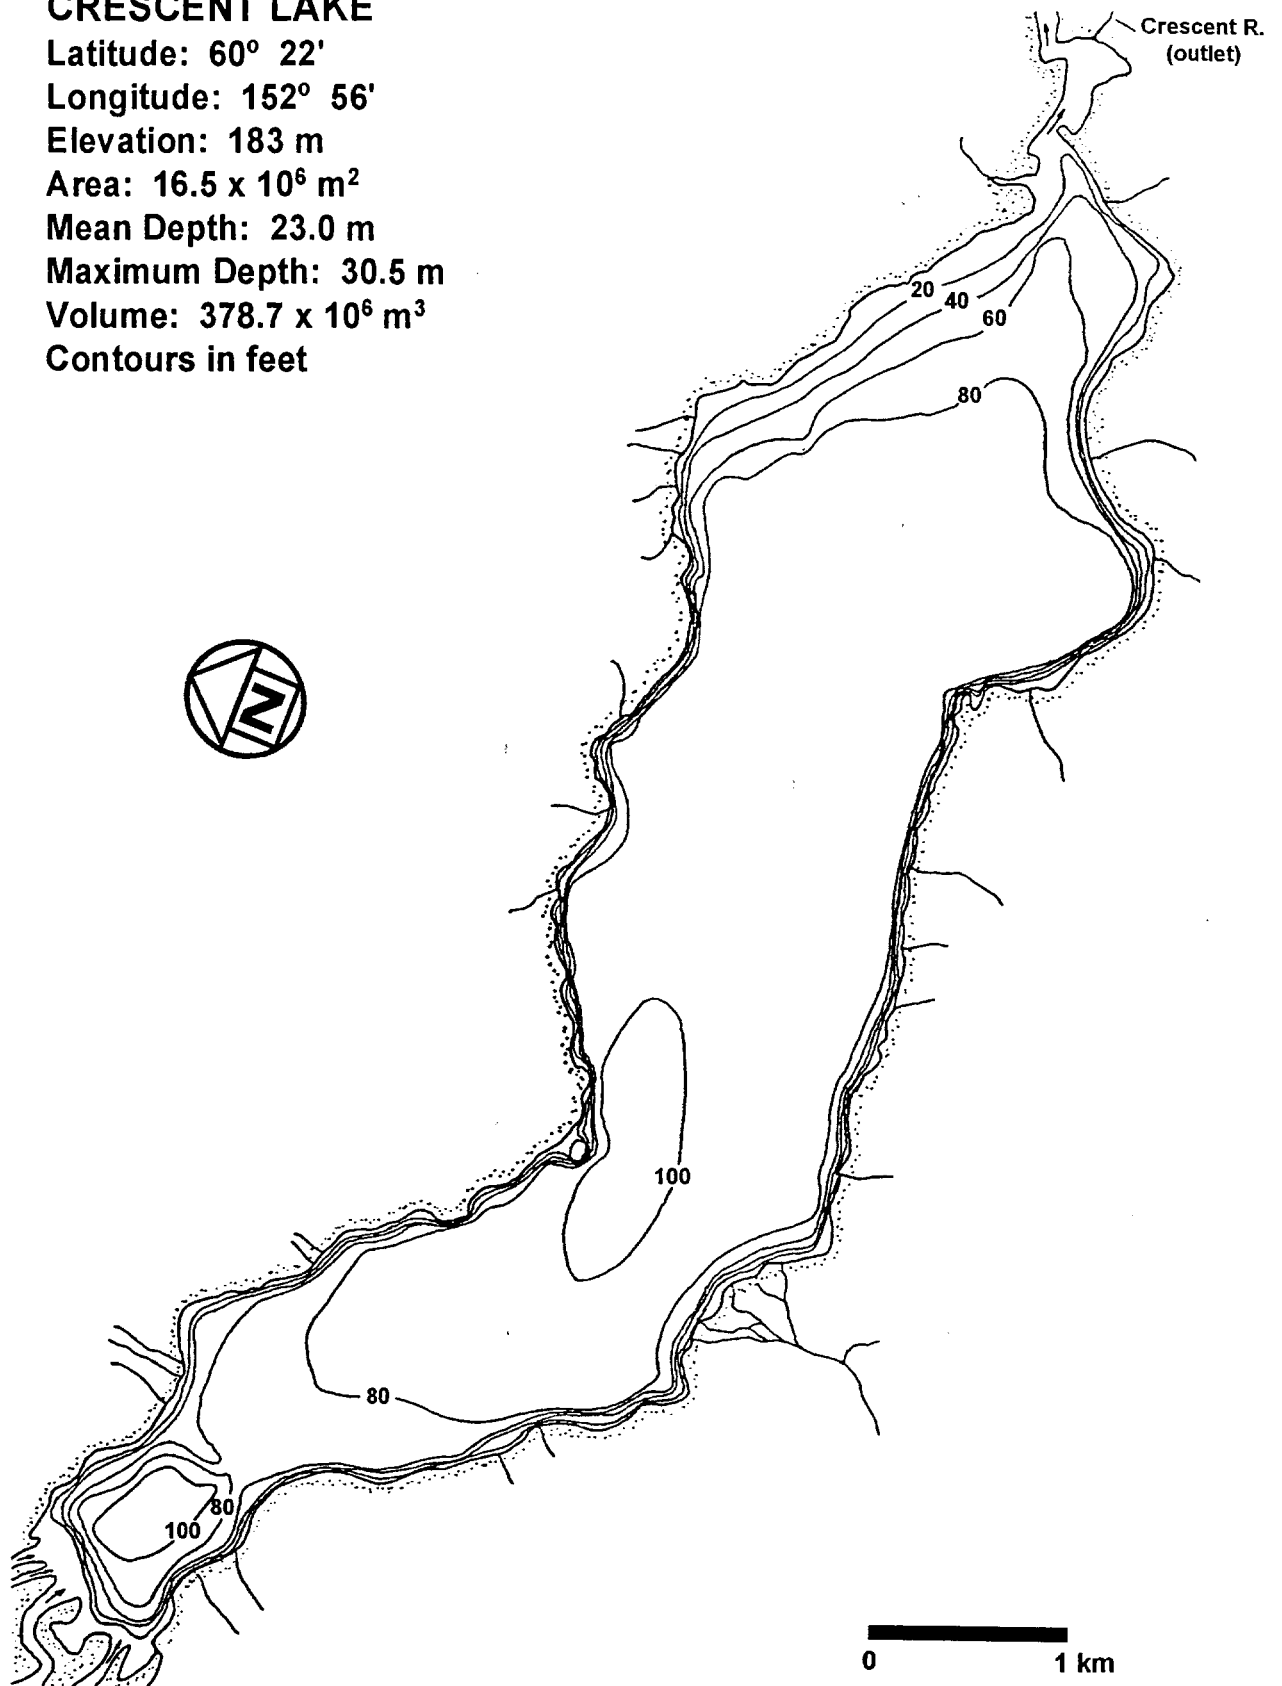 CRESCENT LAKE
Latitude: 60º 22'
Longitude: 152º 56'
Elevation: 183 m
Area: 16.5 x 10⁶ m²
Mean Depth: 23.0 m
Maximum Depth: 30.5 m
Volume: 378.7 x 10⁶ m³
Contours in feet
Crescent R.
(outlet)
20
40
60
80
N
100
80
80
100
0 1 km